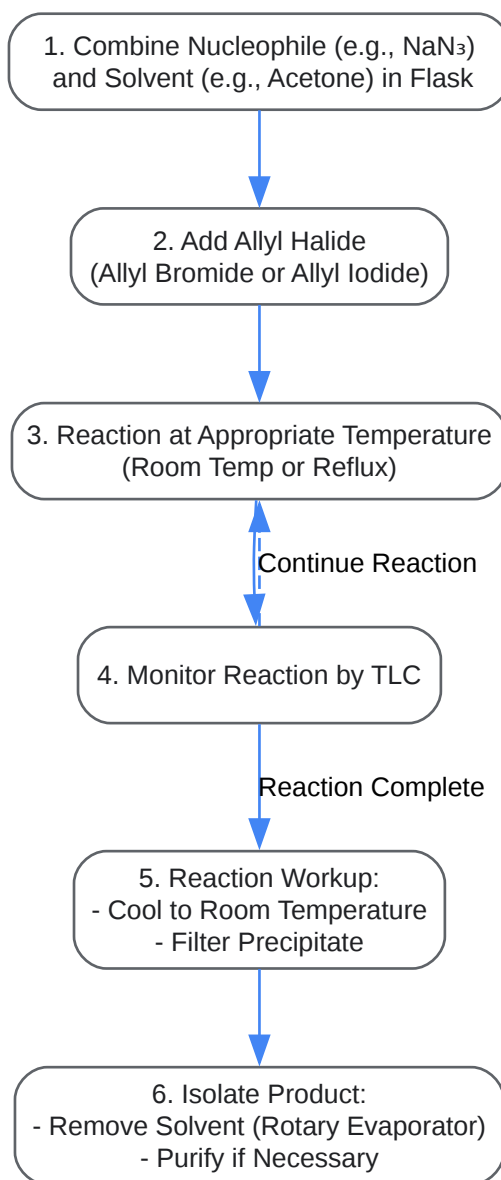 1. Combine Nucleophile (e.g., NaN₃)
and Solvent (e.g., Acetone) in Flask
2. Add Allyl Halide
(Allyl Bromide or Allyl Iodide)
3. Reaction at Appropriate Temperature
(Room Temp or Reflux)
Continue Reaction
4. Monitor Reaction by TLC
Reaction Complete
5. Reaction Workup:
- Cool to Room Temperature
- Filter Precipitate
6. Isolate Product:
- Remove Solvent (Rotary Evaporator)
- Purify if Necessary